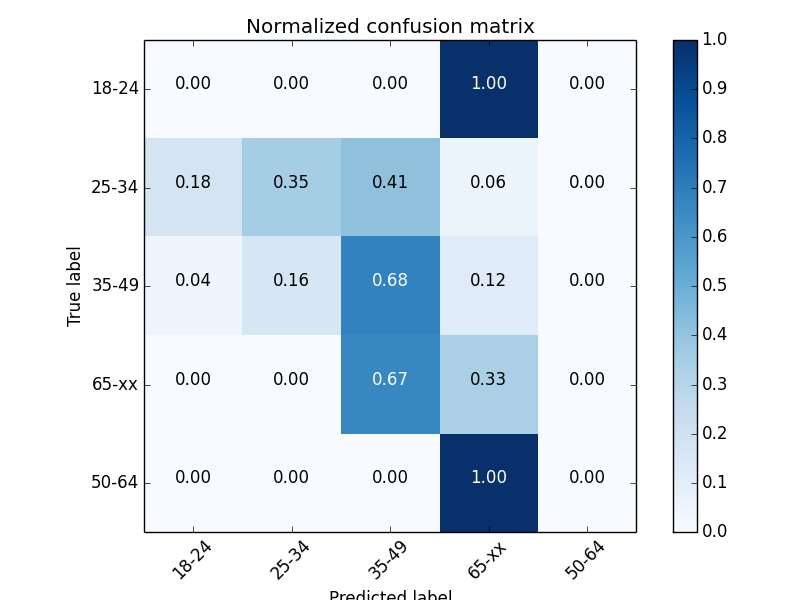 Normalized confusion matrix
True label
18-24 0.00 0.00 0.00 1.00 0.00
25-34 0.18 0.35 0.41 0.06 0.00
35-49 0.04 0.16 0.68 0.12 0.00
65-xx 0.00 0.00 0.67 0.33 0.00
50-64 0.00 0.00 0.00 1.00 0.00
18-24 25-34 35-49 65-xx 50-64
Predicted label
1.0
0.9
0.8
0.7
0.6
0.5
0.4
0.3
0.2
0.1
0.0